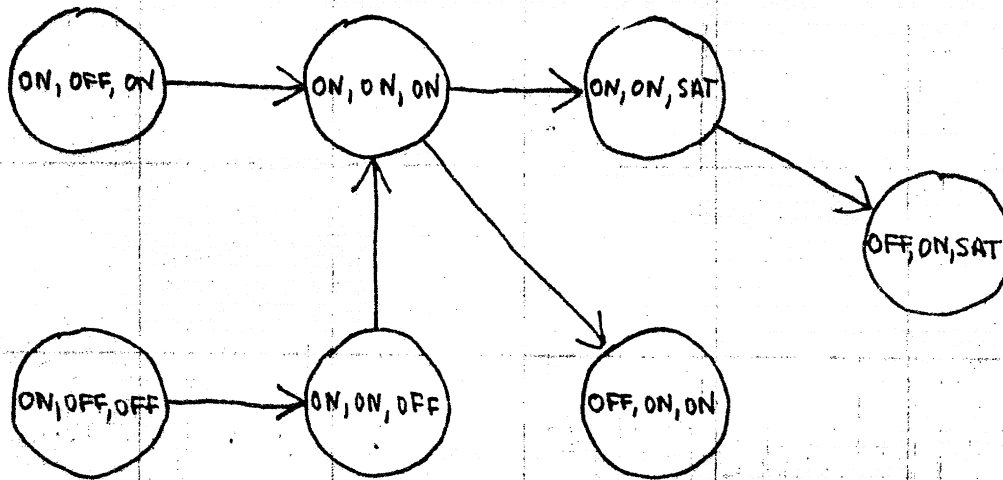 ON, OFF, ON
ON, ON, ON
ON, ON, SAT
OFF, ON, SAT
ON, OFF, OFF
ON, ON, OFF
OFF, ON, ON